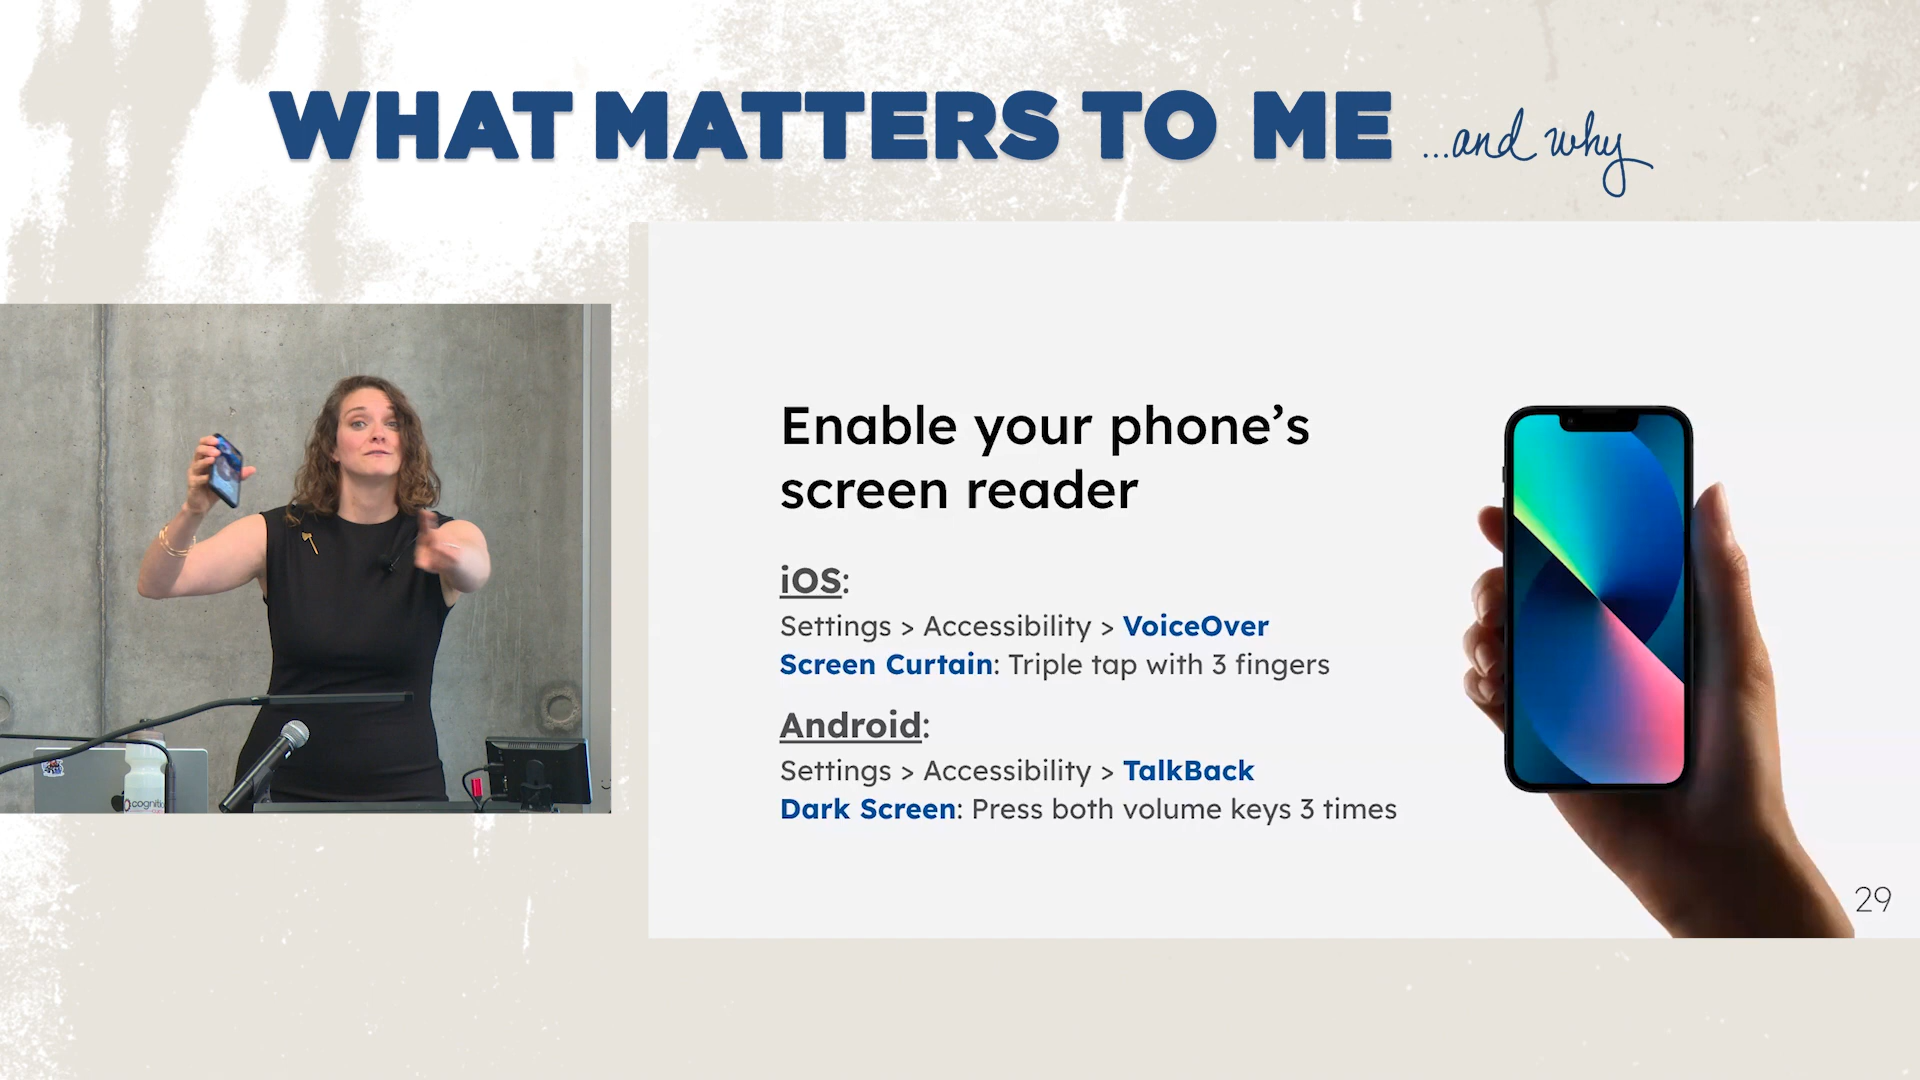 WHAT MATTERS TO ME ...and why
Enable your phone's
screen reader
iOS:
Settings > Accessibility > VoiceOver
Screen Curtain: Triple tap with 3 fingers
Android:
Settings > Accessibility > TalkBack
Dark Screen: Press both volume keys 3 times
29